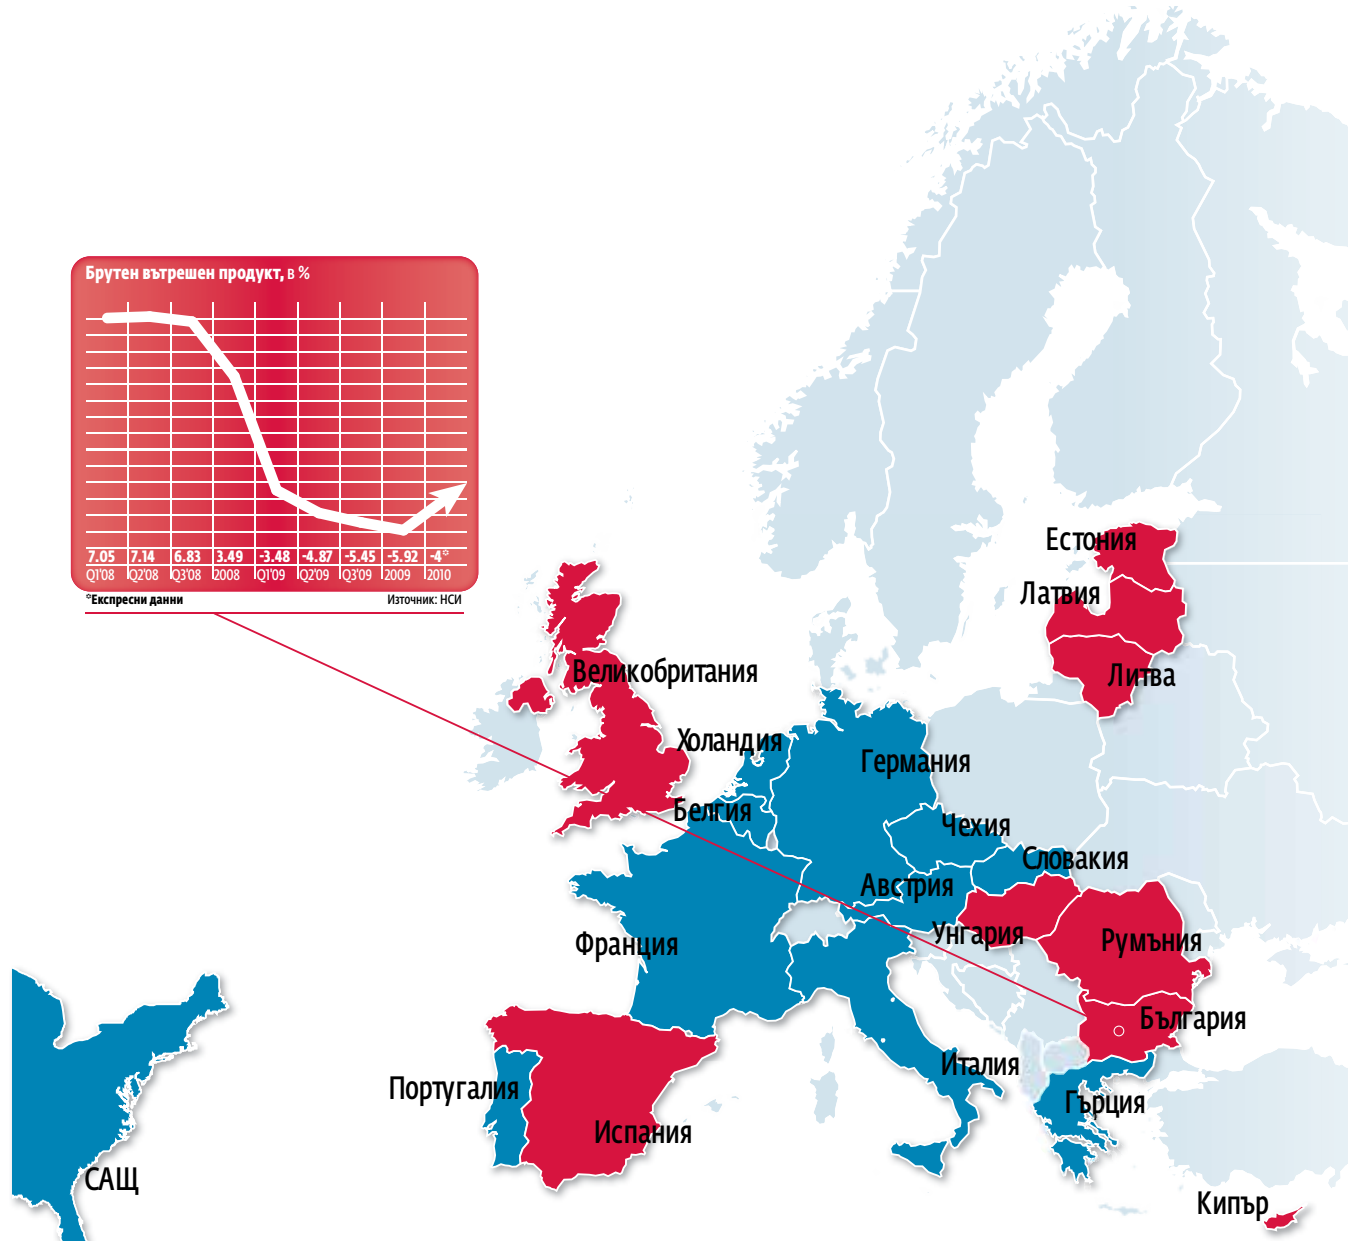 Брутен вътрешен продукт, в %
7.05 7.14 6.83 3.49 -3.48 -4.87 -5.45 -5.92 -4*
Q1'08 Q2'08 Q3'08 2008 Q1'09 Q2'09 Q3'09 2009 2010
*Експресни данни Източник: НСИ
Естония
Латвия
Литва
Великобритания
Холандия
Германия
Белгия
Чехия
Словакия
Австрия
Унгария
Румъния
Франция
България
Италия
Португалия
Гърция
Испания
САЩ
Кипър